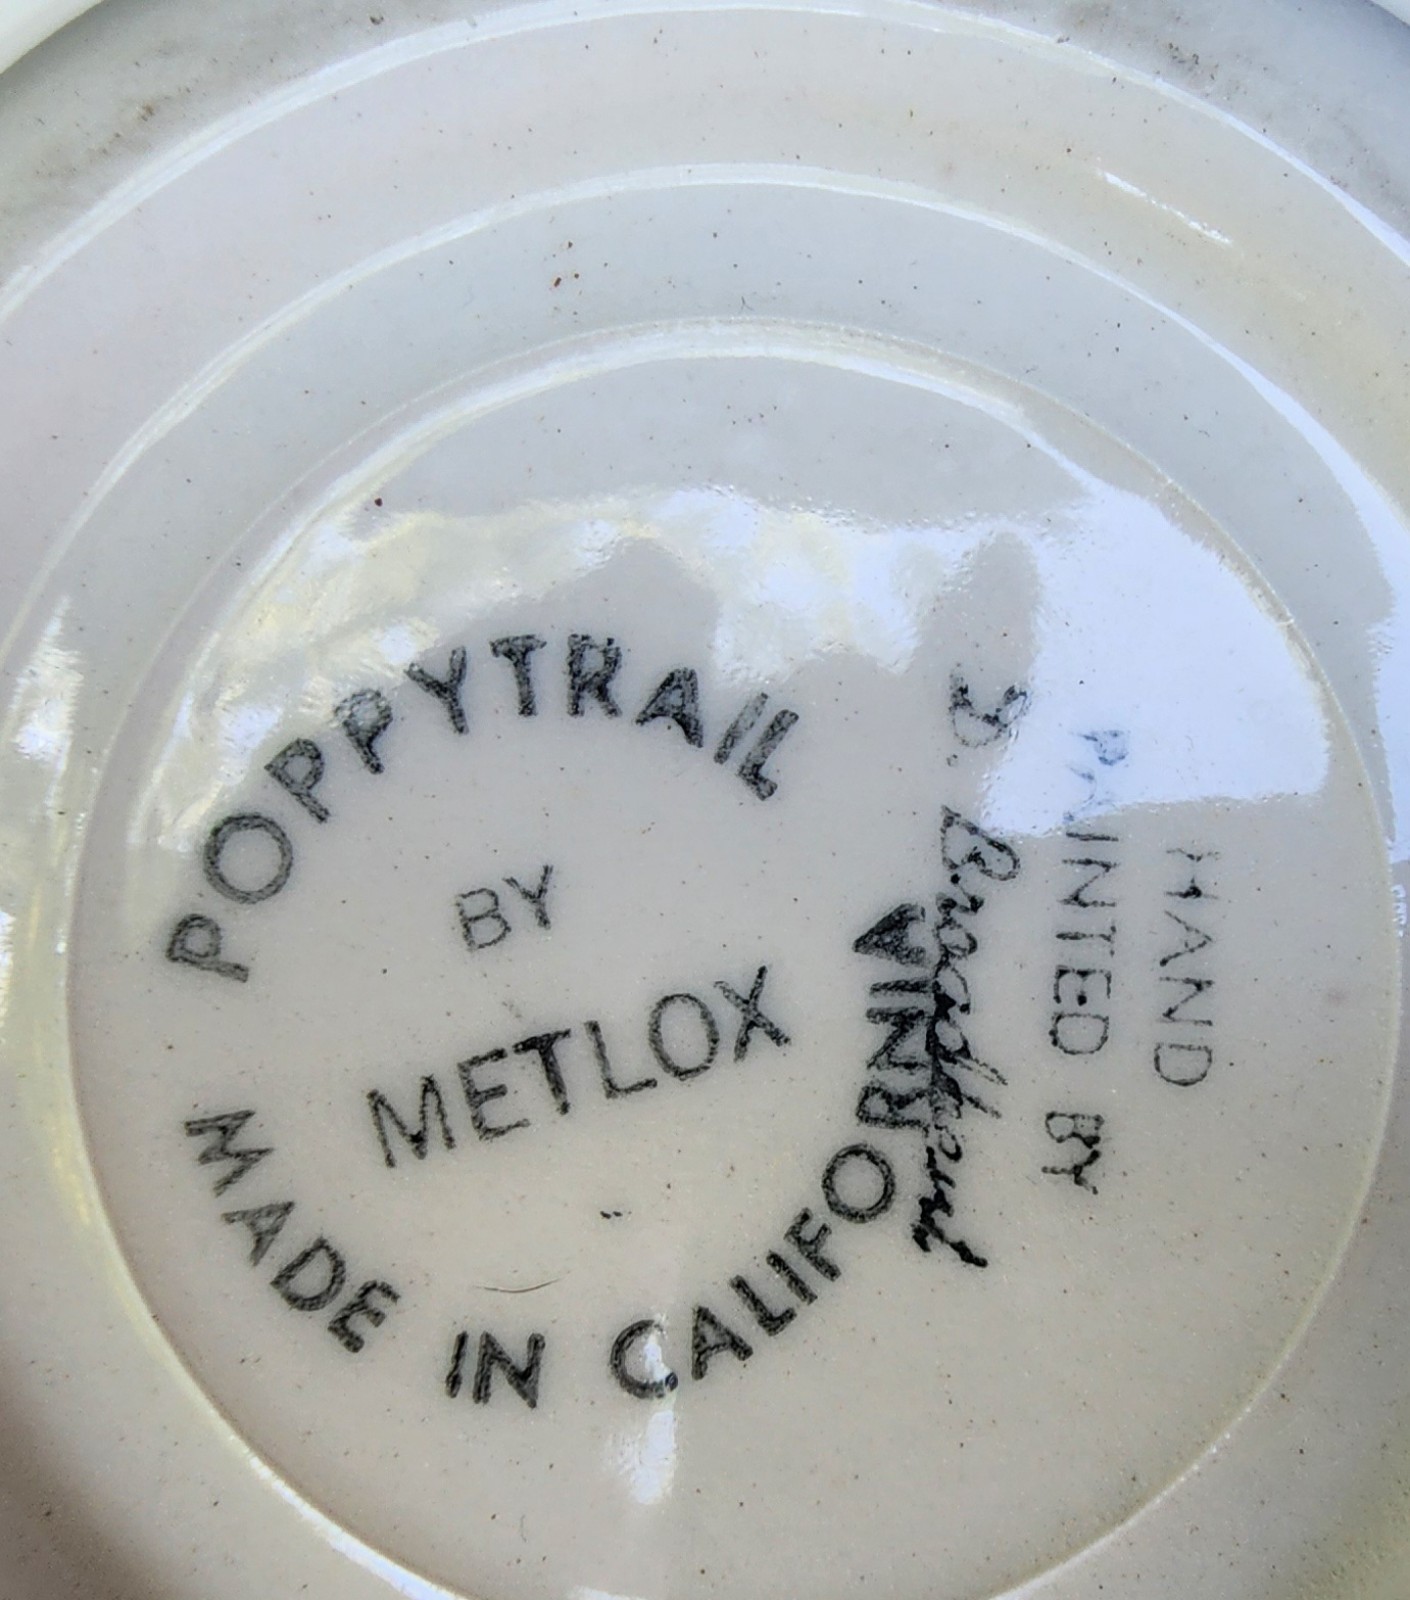 POPPYTRAIL
BY
METLOX
MADE IN CALIFORNIA
HAND
PAINTED BY